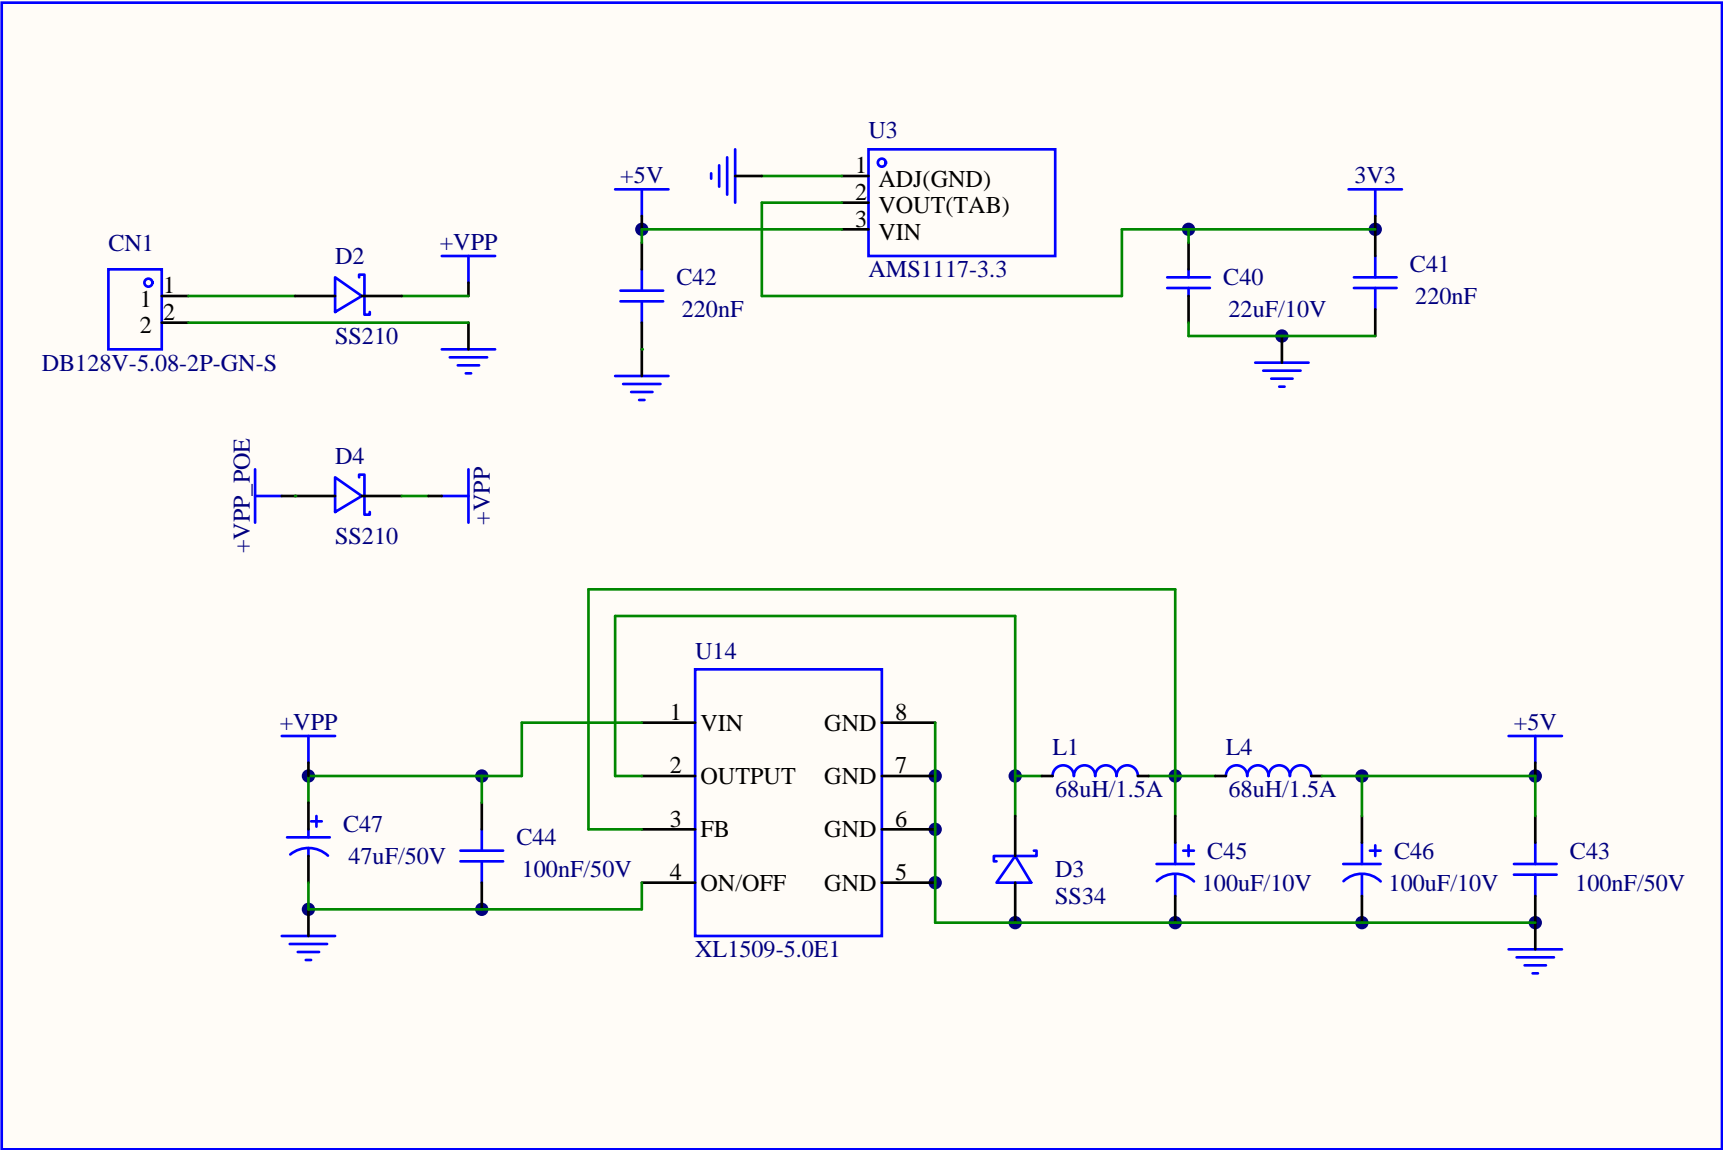 CN1
1
1
2
2
DB128V-5.08-2P-GN-S
D2
SS210
+VPP
+5V
C42
220nF
U3
1
ADJ(GND)
2
VOUT(TAB)
3
VIN
AMS1117-3.3
3V3
C40
22uF/10V
C41
220nF
+VPP_POE
D4
SS210
+VPP
+VPP
C47
47uF/50V
C44
100nF/50V
U14
1
VIN
GND
8
2
OUTPUT
GND
7
3
FB
GND
6
4
ON/OFF
GND
5
XL1509-5.0E1
L1
68uH/1.5A
L4
68uH/1.5A
+5V
D3
SS34
C45
100uF/10V
C46
100uF/10V
C43
100nF/50V